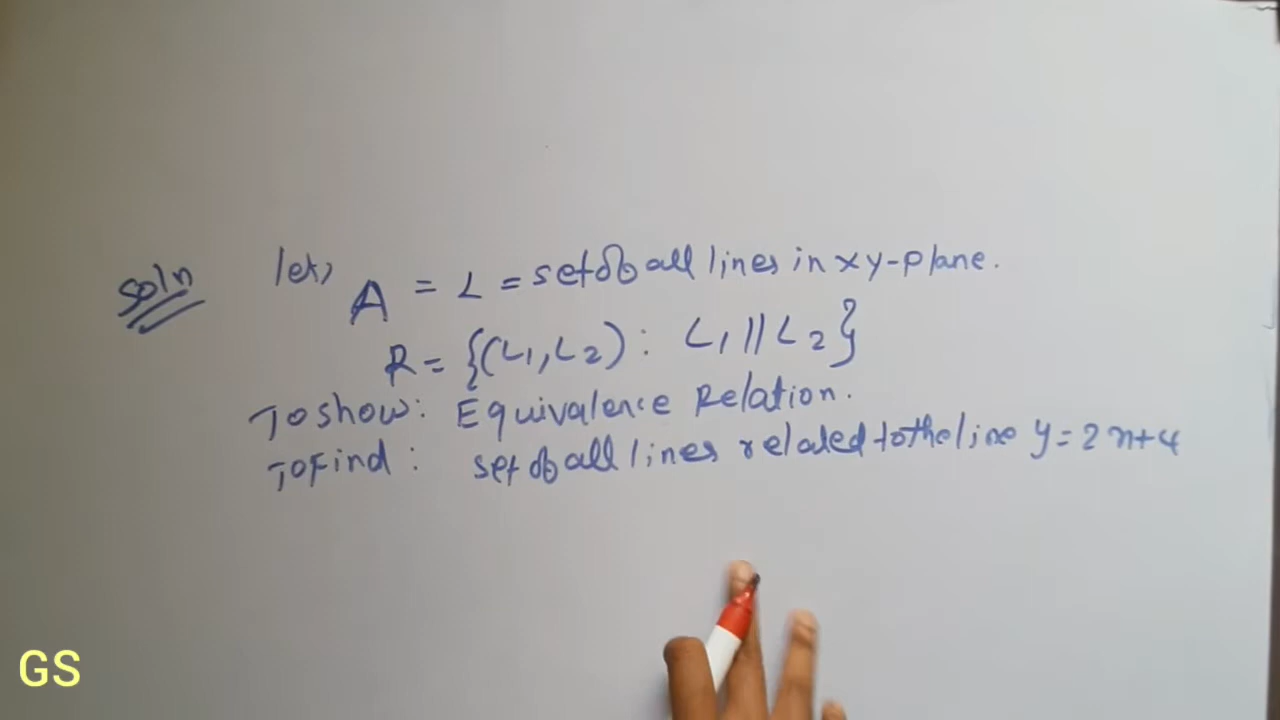 Soln let, A = L = set of all lines in xy-plane.
R = {(L1, L2) : L1 || L2}
To show: Equivalence Relation.
To Find : set of all lines related to the line y = 2x+4
GS